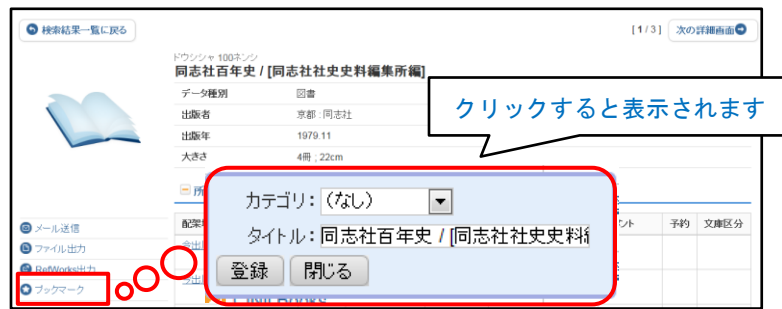 検索結果一覧に戻る
[1/3] 次の詳細画面
ドウシシャ 100ネンシ
同志社百年史 / [同志社社史史料編集所編]
データ種別 図書
出版者 京都 : 同志社
出版年 1979.11
大きさ 4冊 ; 22cm
クリックすると表示されます
カテゴリ: (なし)
タイトル: 同志社百年史 / [同志社社史史料
登録 閉じる
予約 文庫区分
メール送信
ファイル出力
RefWorks出力
ブックマーク